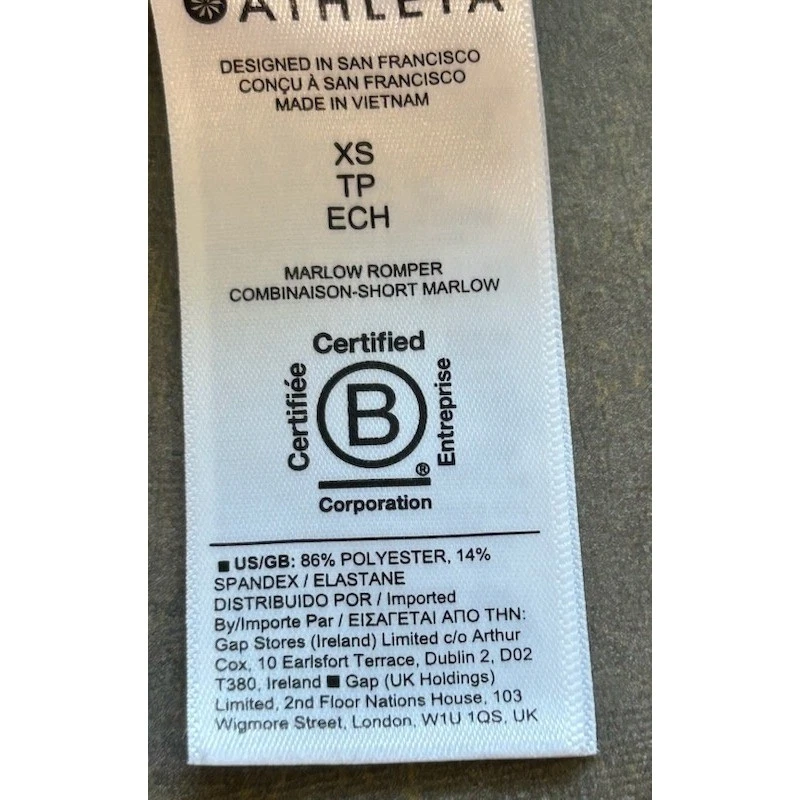 ATHLETA
DESIGNED IN SAN FRANCISCO
CONÇU À SAN FRANCISCO
MADE IN VIETNAM
XS
TP
ECH
MARLOW ROMPER
COMBINAISON-SHORT MARLOW
Certified
Certifiée
B
Entreprise
®
Corporation
■ US/GB: 86% POLYESTER, 14%
SPANDEX / ELASTANE
DISTRIBUIDO POR / Imported
By/Importe Par / ΕΙΣΑΓΕΤΑΙ ΑΠΟ ΤΗΝ:
Gap Stores (Ireland) Limited c/o Arthur
Cox, 10 Earlsfort Terrace, Dublin 2, D02
T380, Ireland ■ Gap (UK Holdings)
Limited, 2nd Floor Nations House, 103
Wigmore Street, London, W1U 1QS, UK